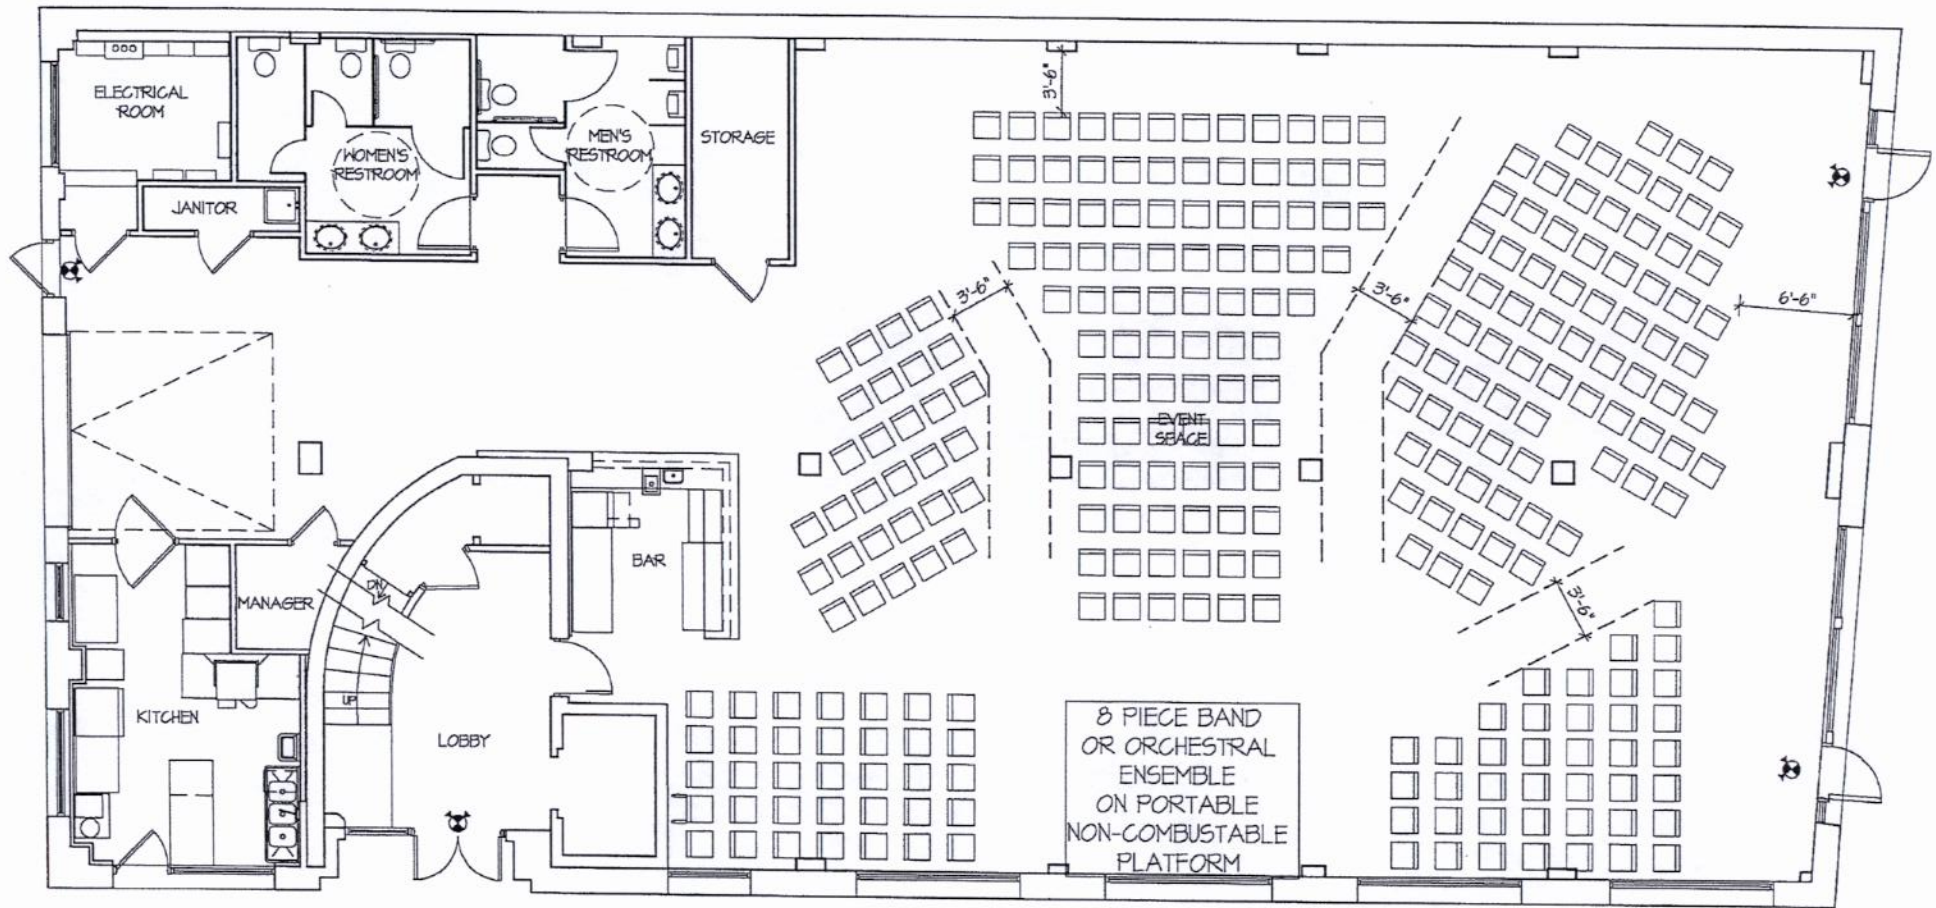 ELECTRICAL
ROOM
WOMEN'S
RESTROOM
MEN'S
RESTROOM
STORAGE
JANITOR
3'-6"
3'-6"
3'-6"
6'-6"
EVENT
SPACE
BAR
MANAGER
DN
3'-6"
UP
KITCHEN
LOBBY
8 PIECE BAND
OR ORCHESTRAL
ENSEMBLE
ON PORTABLE
NON-COMBUSTABLE
PLATFORM